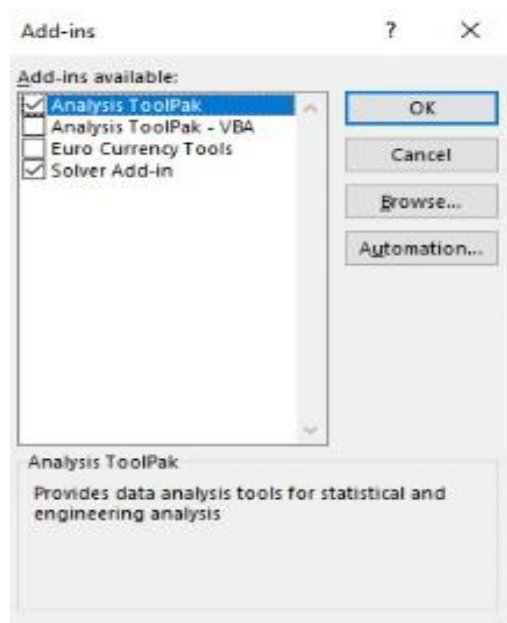 Add-ins ? ×
Add-ins available:
Analysis ToolPak
Analysis ToolPak - VBA
Euro Currency Tools
Solver Add-in
OK
Cancel
Browse...
Automation...
Analysis ToolPak
Provides data analysis tools for statistical and
engineering analysis